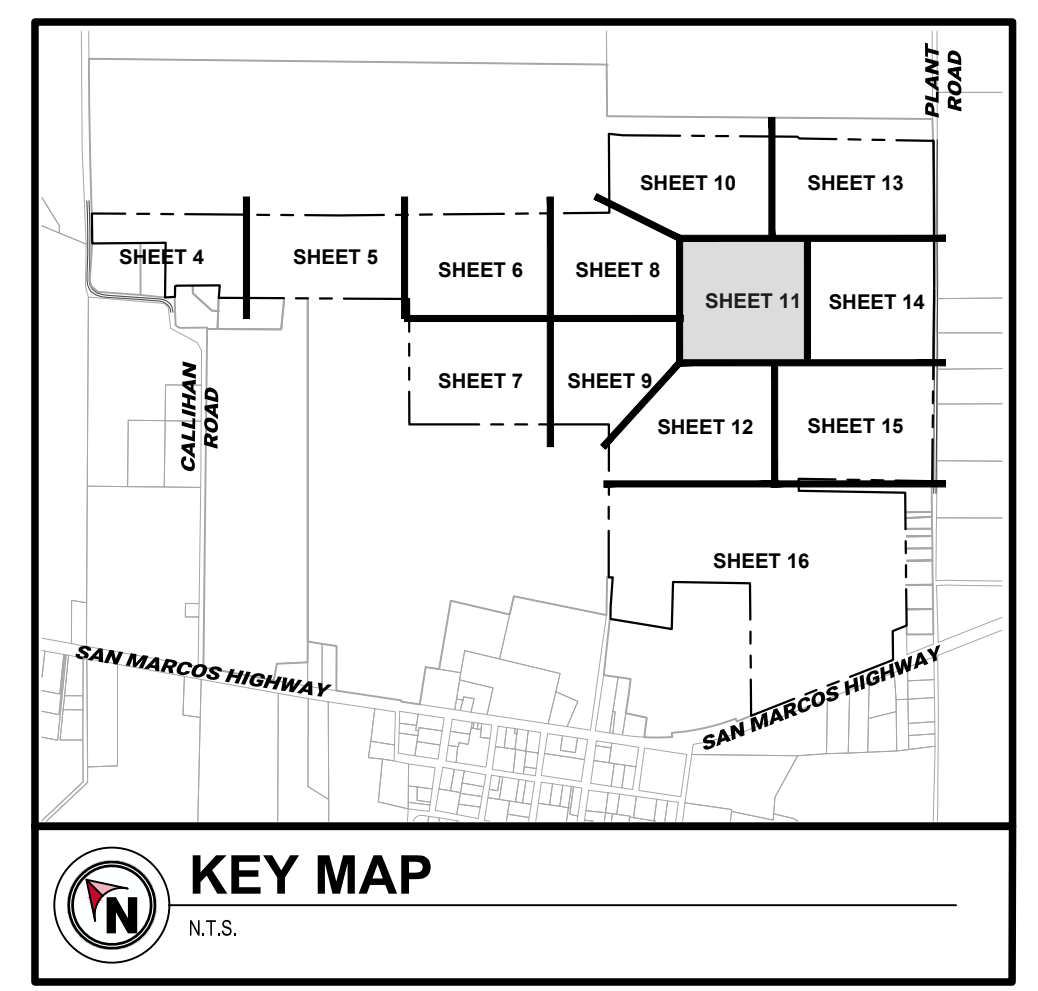 PLANT
ROAD
SHEET 10
SHEET 13
SHEET 4
SHEET 5
SHEET 6
SHEET 8
SHEET 11
SHEET 14
SHEET 7
SHEET 9
CALLIHAN
ROAD
SHEET 12
SHEET 15
SHEET 16
SAN MARCOS HIGHWAY
SAN MARCOS HIGHWAY
KEY MAP
N
N.T.S.